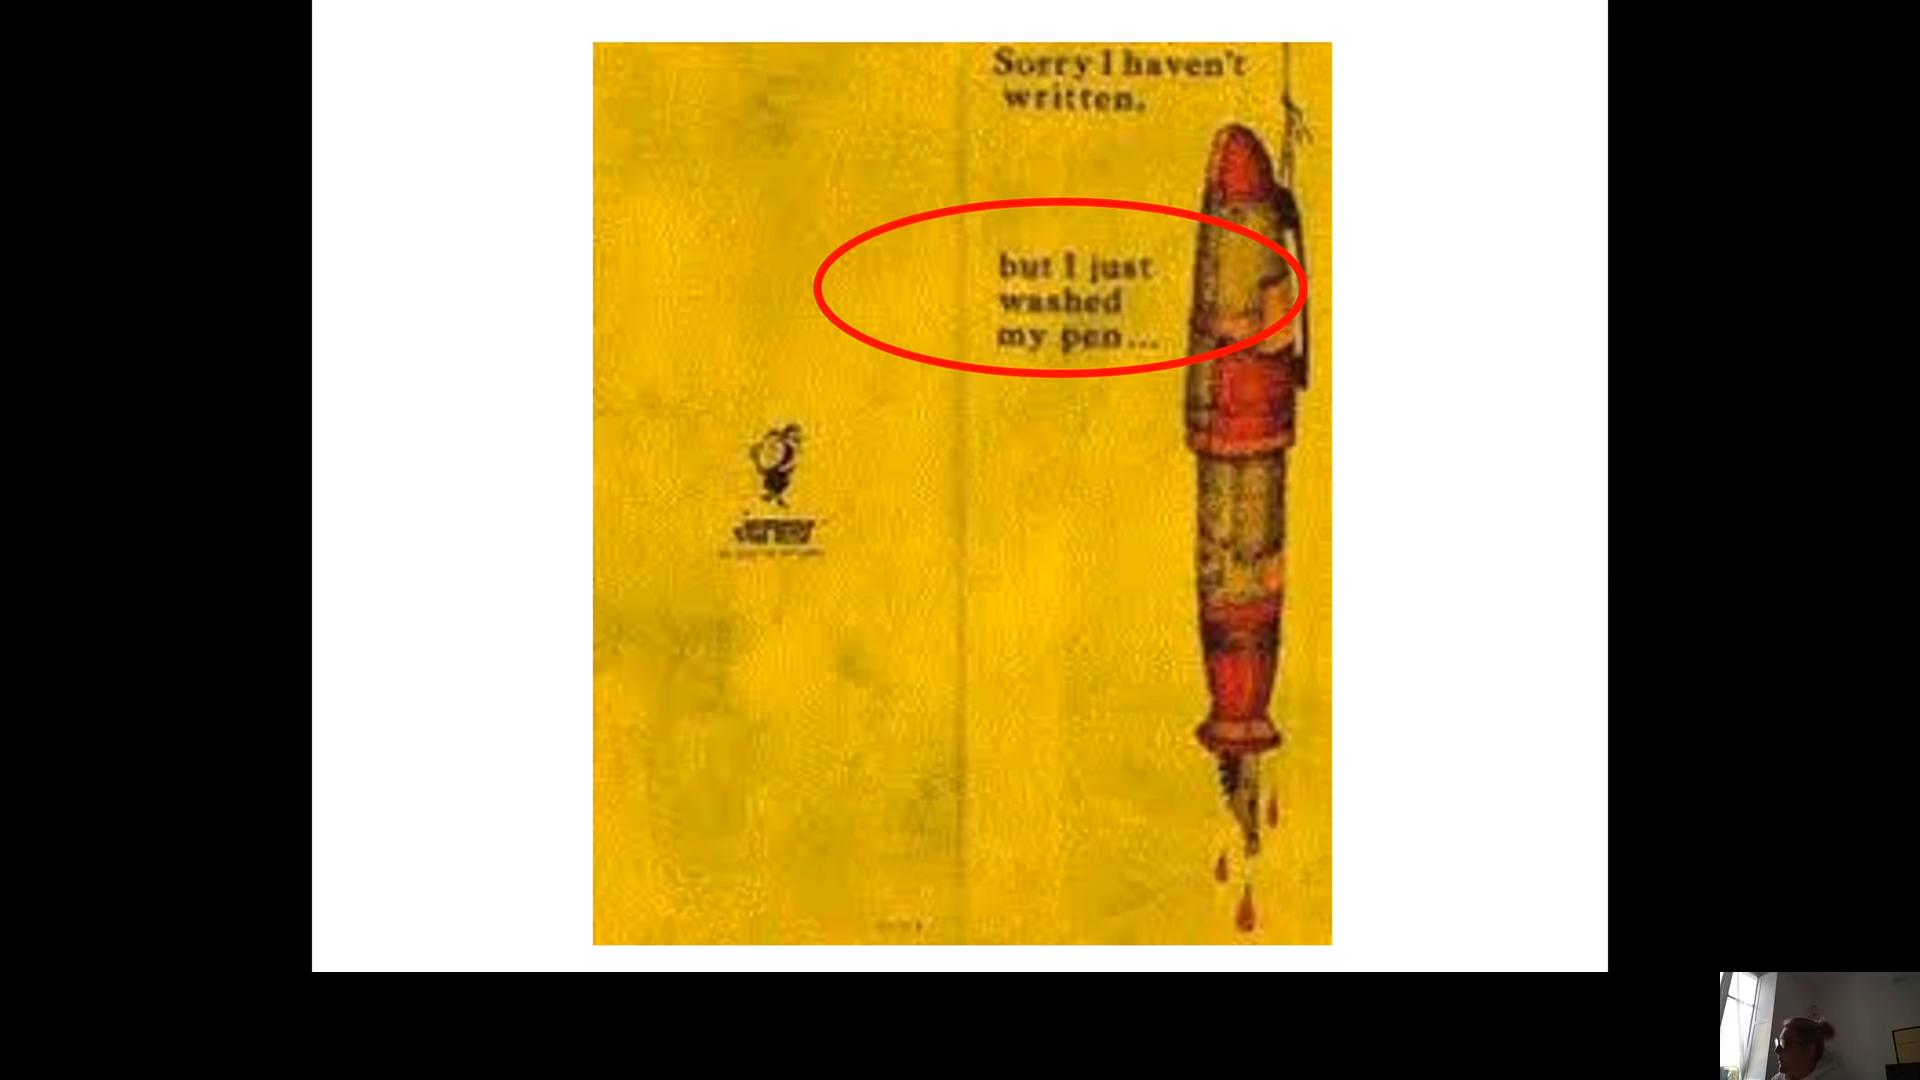 Sorry I haven't
written.
but I just
washed
my pen...